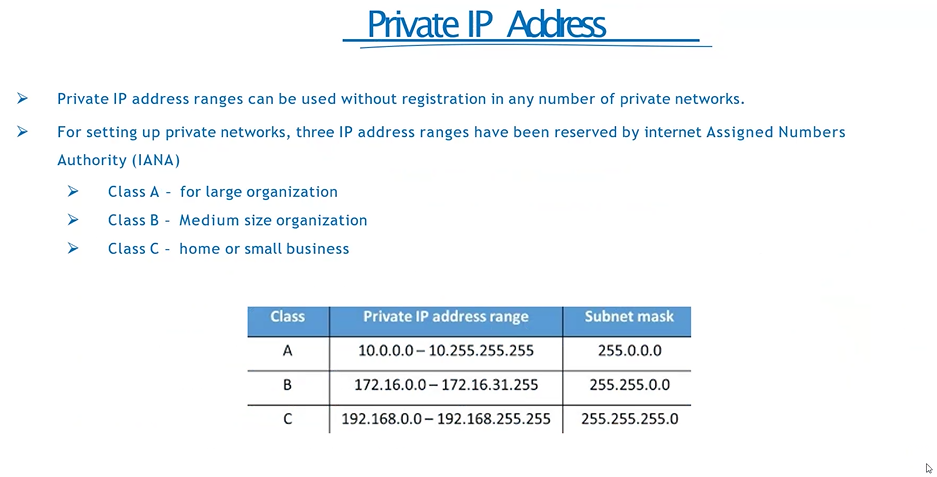 Private IP Address
➢ Private IP address ranges can be used without registration in any number of private networks.
➢ For setting up private networks, three IP address ranges have been reserved by internet Assigned Numbers
Authority (IANA)
➢ Class A - for large organization
➢ Class B - Medium size organization
➢ Class C - home or small business
Class Private IP address range Subnet mask
A 10.0.0.0 – 10.255.255.255 255.0.0.0
B 172.16.0.0 – 172.16.31.255 255.255.0.0
C 192.168.0.0 – 192.168.255.255 255.255.255.0